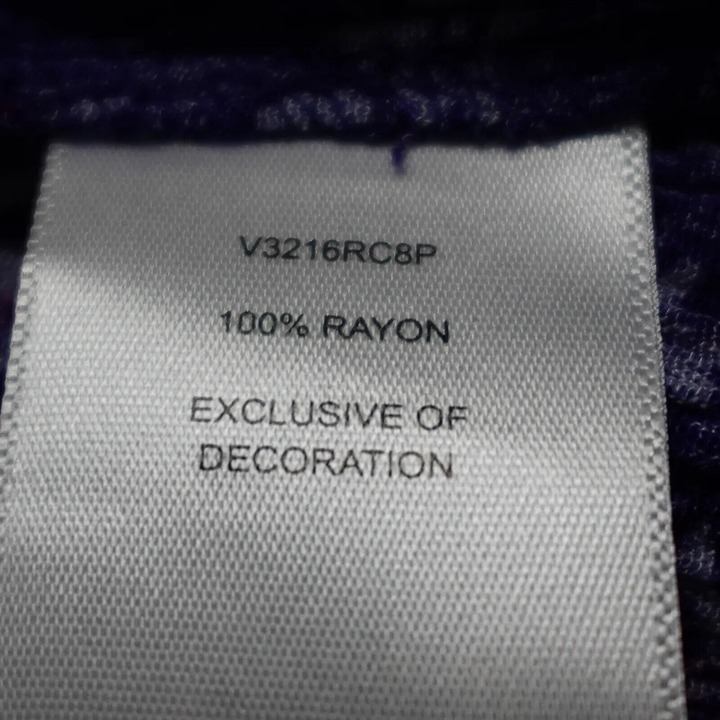 V3216RC8P
100% RAYON
EXCLUSIVE OF
DECORATION